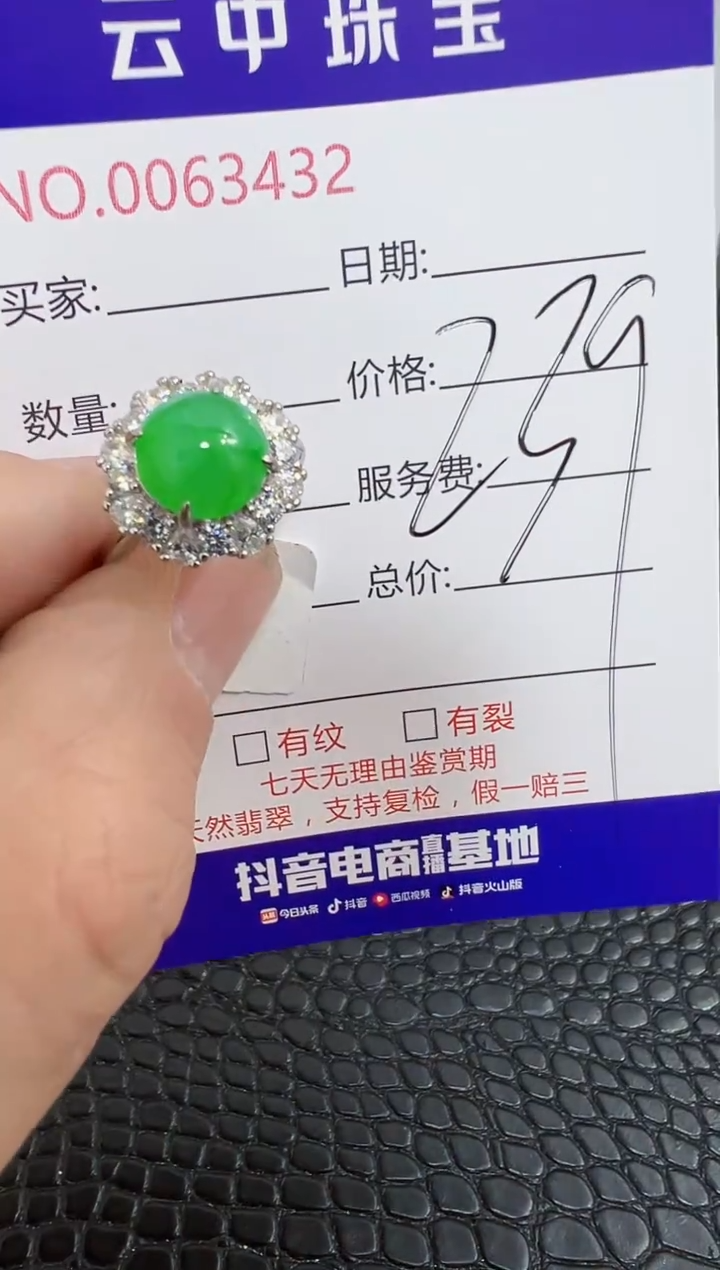 云中珠宝
NO.0063432
买家:
日期:
数量:
价格:
服务费:
总价:
有纹 有裂
七天无理由鉴赏期
天然翡翠，支持复检，假一赔三
抖音电商直播基地
头条 今日头条 抖音 西瓜视频 抖音火山版